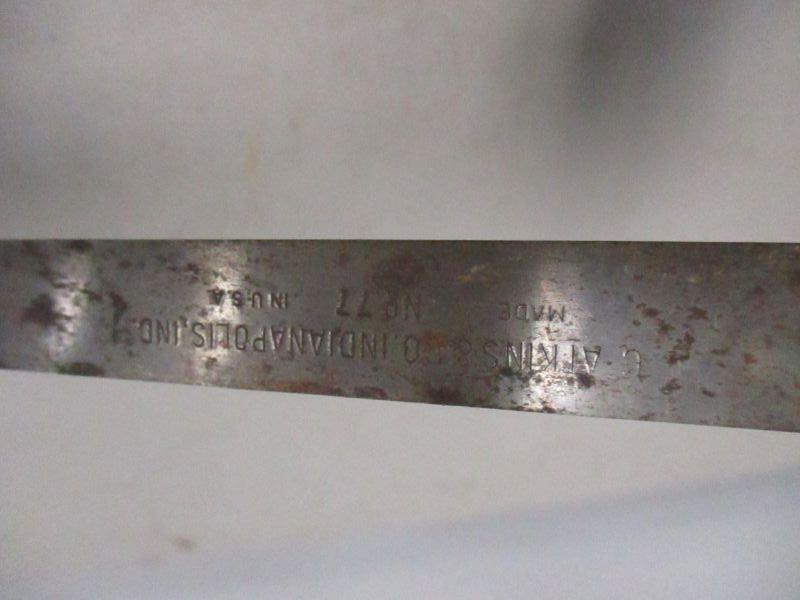 C. ATKINS & CO. INDIANAPOLIS, IND.
MADE No 77 IN U.S.A.